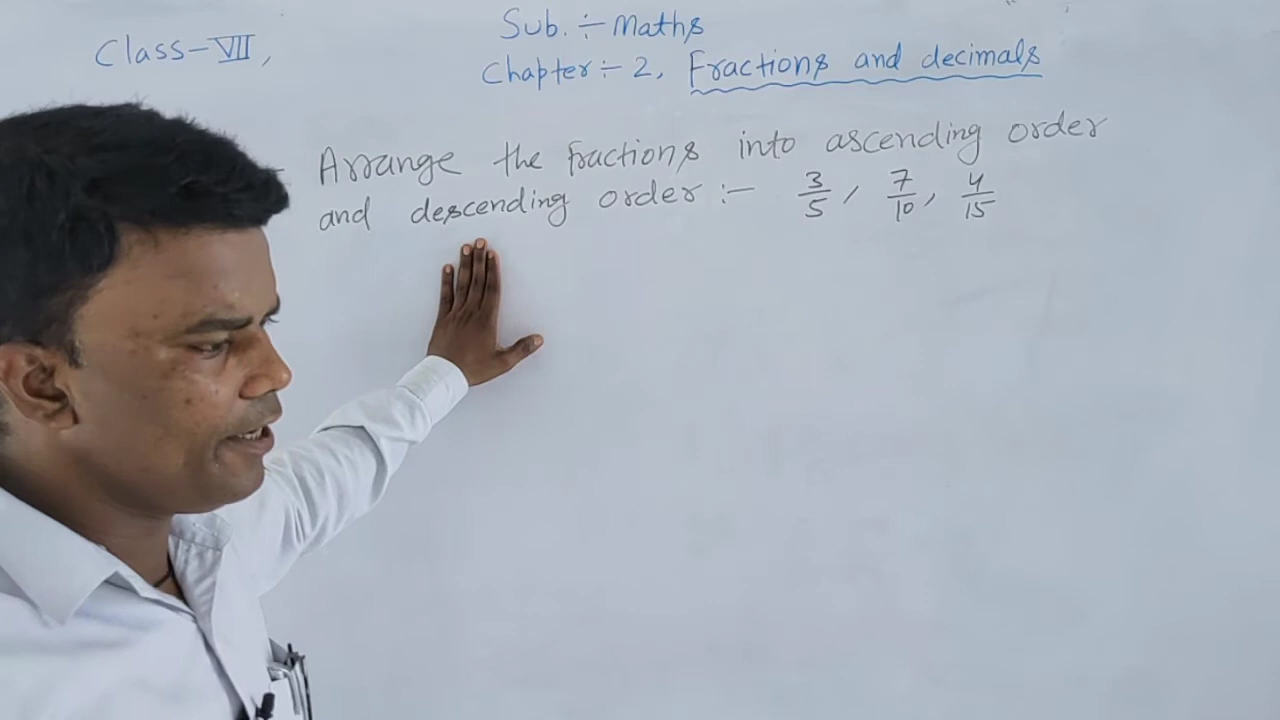 Class-VII,
Sub. :- Maths
Chapter :- 2, Fractions and decimals
Arrange the fractions into ascending order
and descending order :- 3/5, 7/10, 4/15